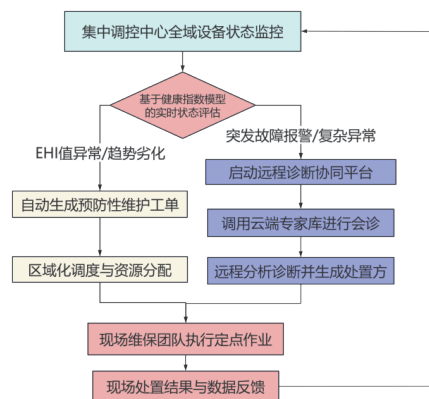 集中调控中心全域设备状态监控
基于健康指数模型
的实时状态评估
EHI值异常/趋势劣化
突发故障报警/复杂异常
自动生成预防性维护工单
区域化调度与资源分配
启动远程诊断协同平台
调用云端专家库进行会诊
远程分析诊断并生成处置方
现场维保团队执行定点作业
现场处置结果与数据反馈